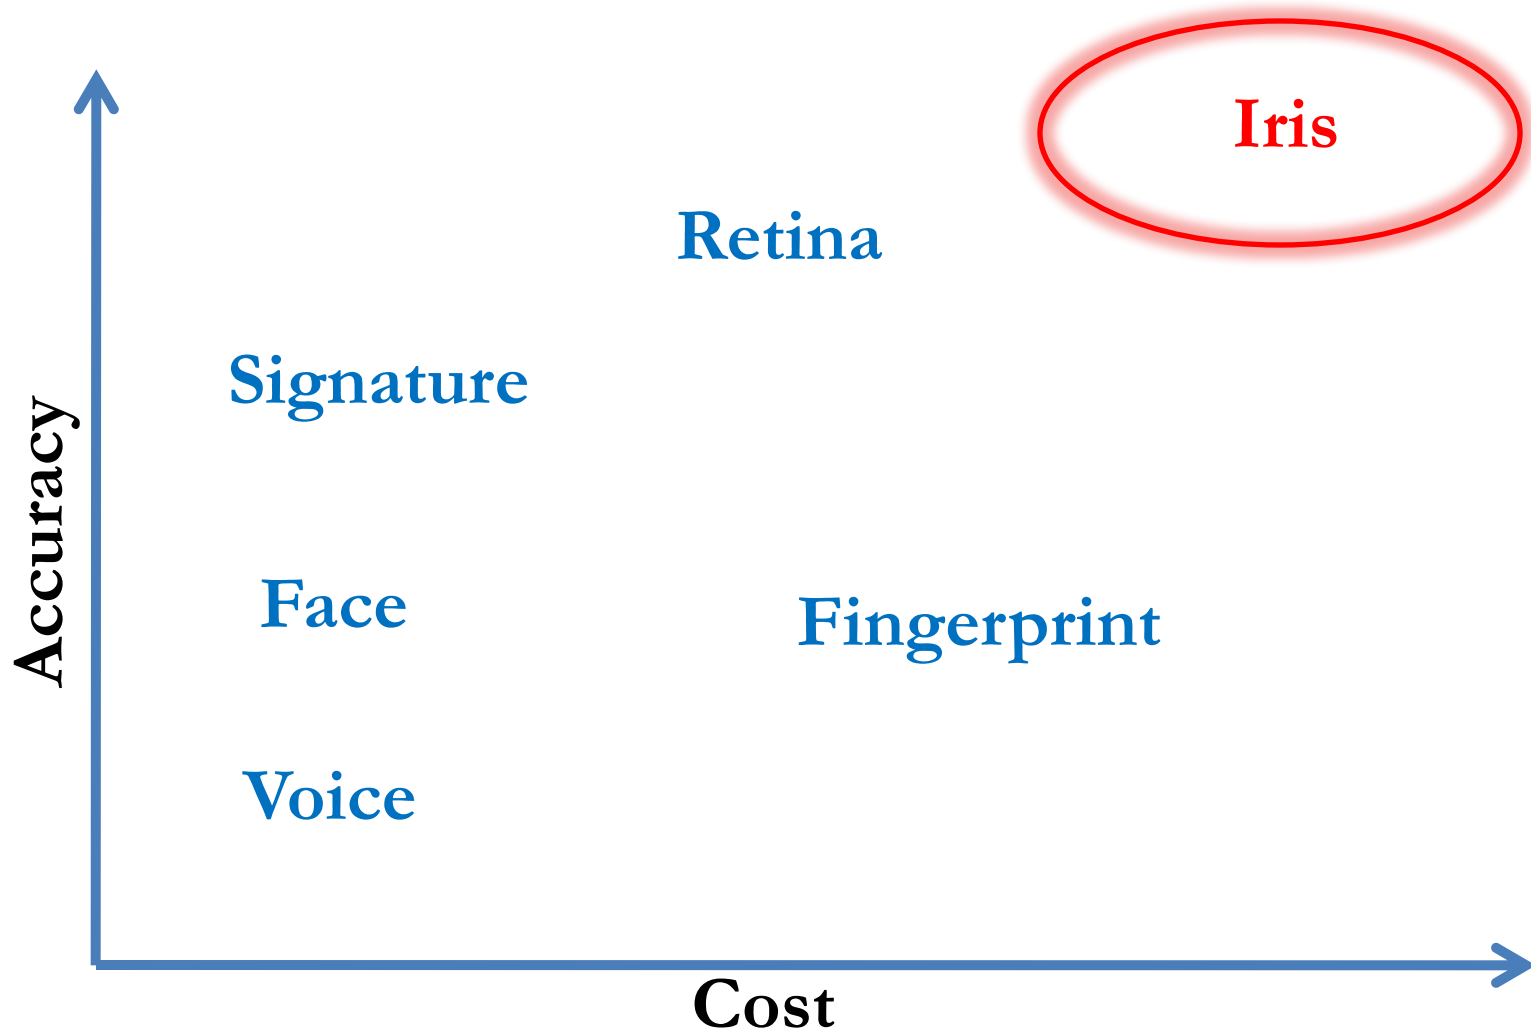 Iris
Retina
Signature
Accuracy
Face
Fingerprint
Voice
Cost